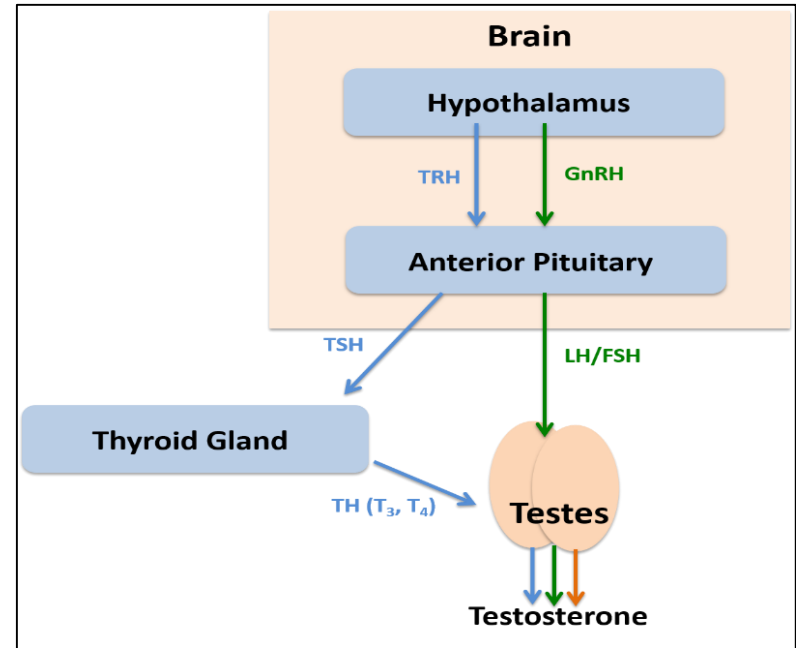 Brain
Hypothalamus
TRH
GnRH
Anterior Pituitary
TSH
LH/FSH
Thyroid Gland
TH (T₃, T₄)
Testes
Testosterone